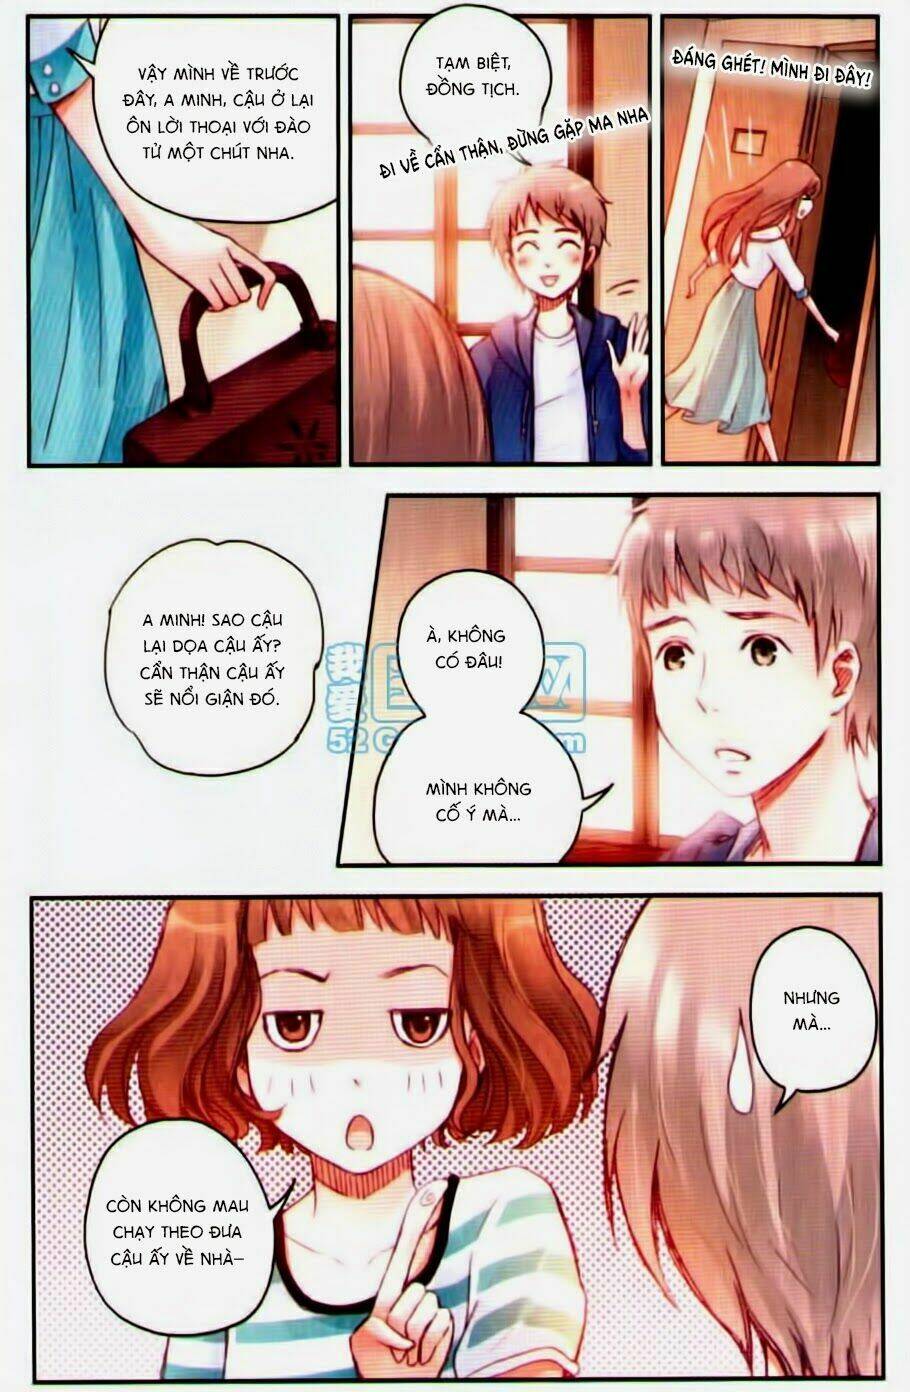 VẬY MÌNH VỀ TRƯỚC
ĐÂY, A MINH, CẬU Ở LẠI
ÔN LỜI THOẠI VỚI ĐÀO
TỬ MỘT CHÚT NHA.
TẠM BIỆT,
ĐỒNG TỊCH.
ĐI VỀ CẨN THẬN, ĐỪNG GẶP MA NHA
ĐÁNG GHÉT! MÌNH ĐI ĐÂY!
A MINH! SAO CẬU
LẠI DỌA CẬU ẤY?
CẨN THẬN CẬU ẤY
SẼ NỔI GIẬN ĐÓ.
À, KHÔNG
CÓ ĐÂU!
我爱
52
MÌNH KHÔNG
CỐ Ý MÀ...
NHƯNG
MÀ...
CÒN KHÔNG MAU
CHẠY THEO ĐƯA
CẬU ẤY VỀ NHÀ–